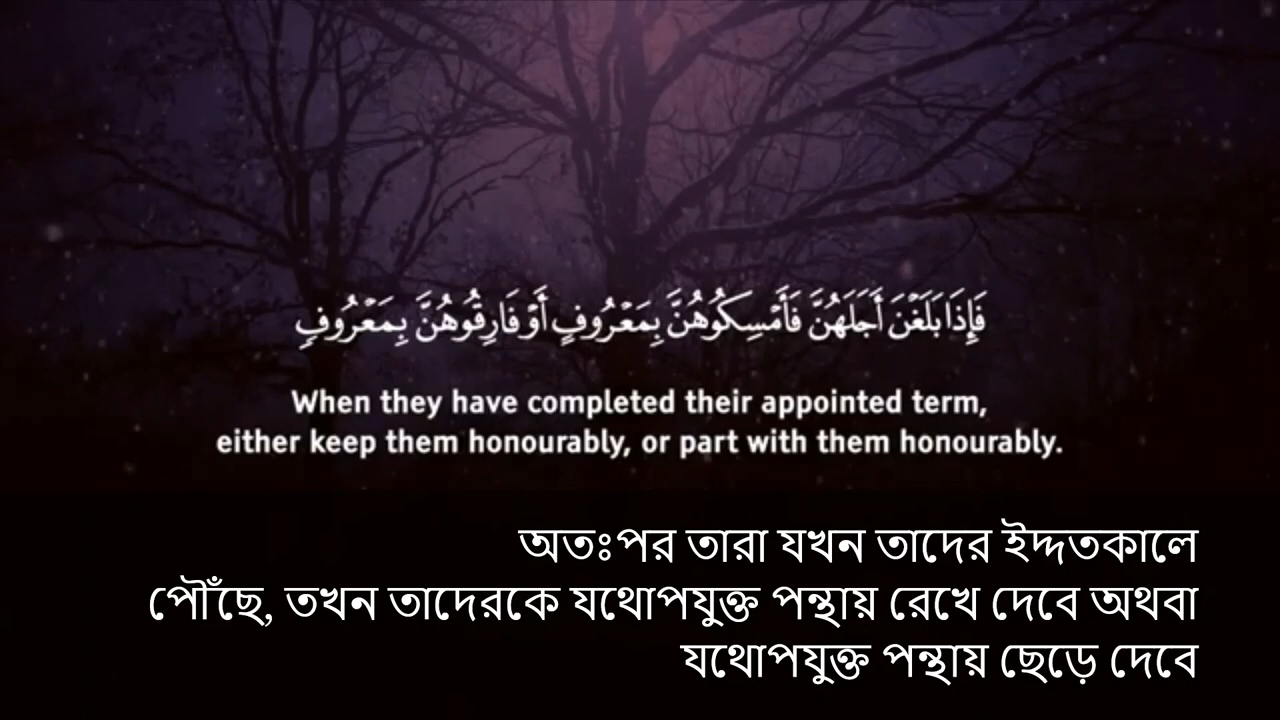 فَإِذَا بَلَغْنَ أَجَلَهُنَّ فَأَمْسِكُوهُنَّ بِمَعْرُوفٍ أَوْ فَارِقُوهُنَّ بِمَعْرُوفٍ
When they have completed their appointed term,
either keep them honourably, or part with them honourably.
অতঃপর তারা যখন তাদের ইদ্দতকালে
পৌঁছে, তখন তাদেরকে যথোপযুক্ত পন্থায় রেখে দেবে অথবা
যথোপযুক্ত পন্থায় ছেড়ে দেবে